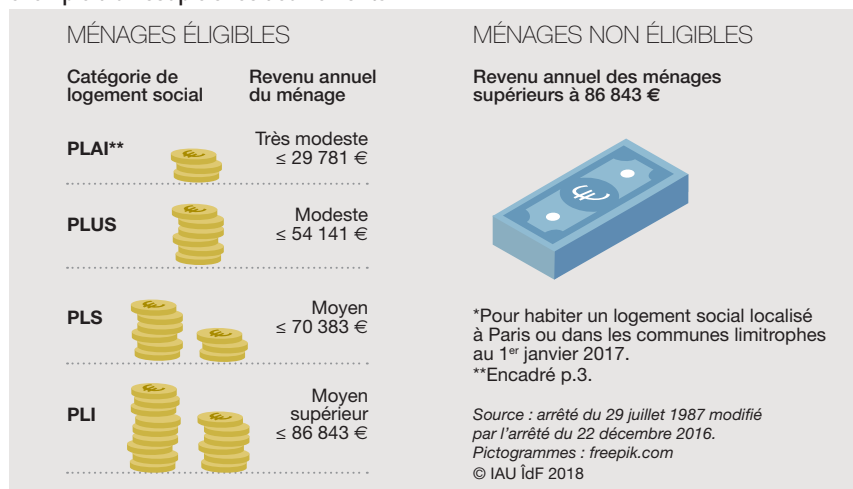 MÉNAGES ÉLIGIBLES
Catégorie de
logement social
Revenu annuel
du ménage
PLAI**
Très modeste
≤ 29 781 €
PLUS
Modeste
≤ 54 141 €
PLS
Moyen
≤ 70 383 €
PLI
Moyen
supérieur
≤ 86 843 €
MÉNAGES NON ÉLIGIBLES
Revenu annuel des ménages
supérieurs à 86 843 €
*Pour habiter un logement social localisé
à Paris ou dans les communes limitrophes
au 1er janvier 2017.
**Encadré p.3.
Source : arrêté du 29 juillet 1987 modifié
par l'arrêté du 22 décembre 2016.
Pictogrammes : freepik.com
© IAU ÎdF 2018